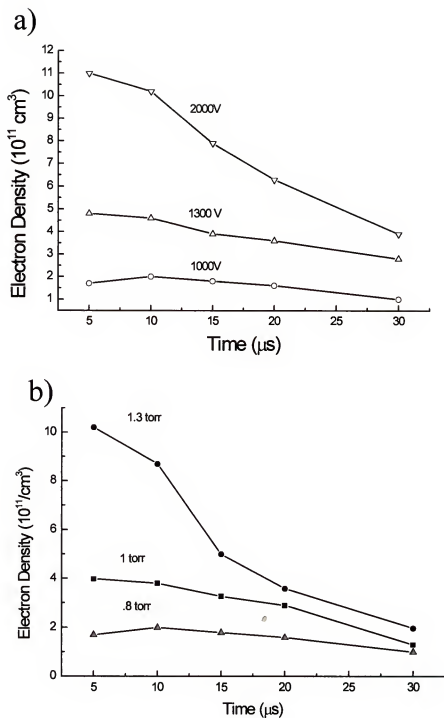 a)
12
11
10
9
8
7
6
5
4
3
2
1
Electron Density (10¹¹ cm³)
2000V
1300 V
1000V
5 10 15 20 25 30
Time (μs)
b)
10
8
6
4
2
0
Electron Density (10¹¹/cm³)
1.3 torr
1 torr
.8 torr
5 10 15 20 25 30
Time (μs)